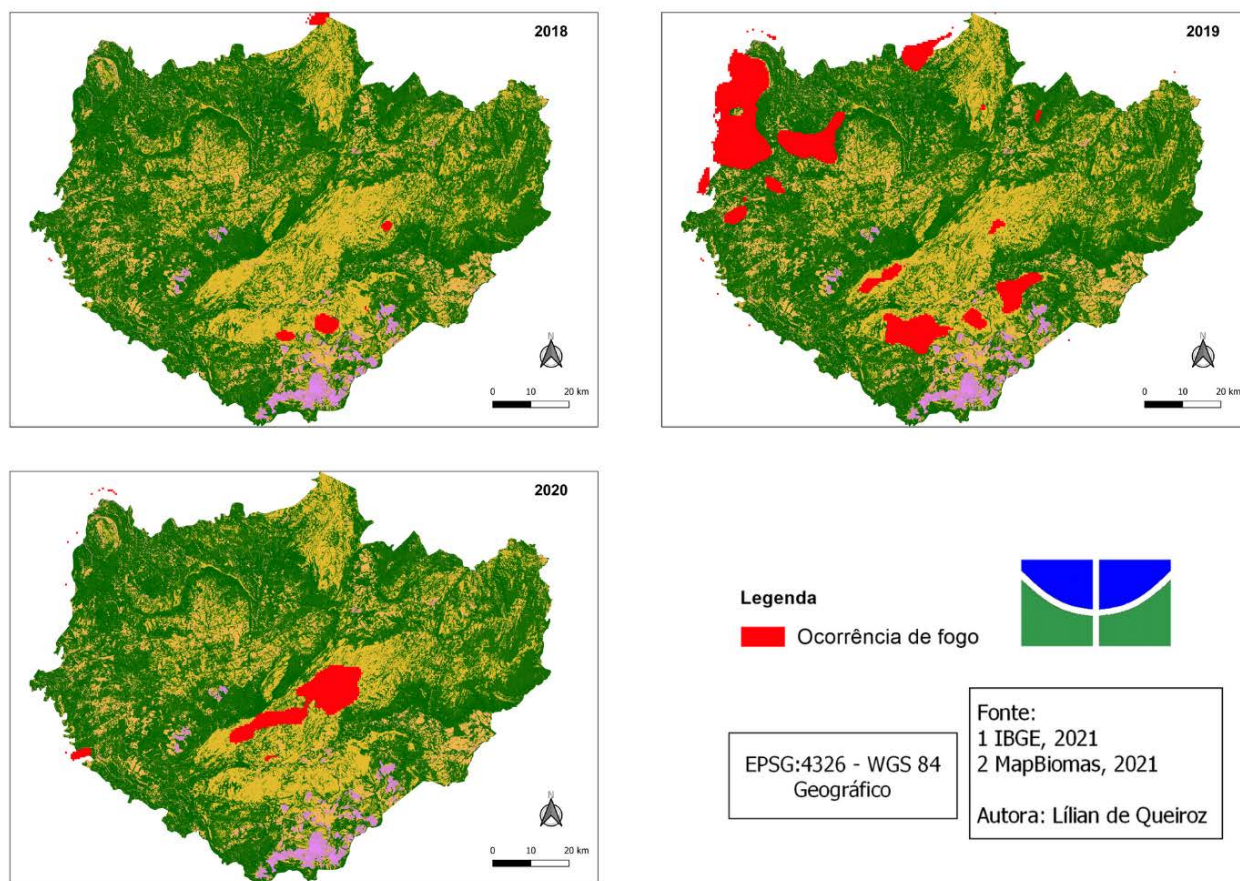 2018
N
0 10 20 km
2019
N
0 10 20 km
2020
N
0 10 20 km
Legenda
Ocorrência de fogo
EPSG:4326 - WGS 84
Geográfico
Fonte:
1 IBGE, 2021
2 MapBiomas, 2021
Autora: Lílian de Queiroz